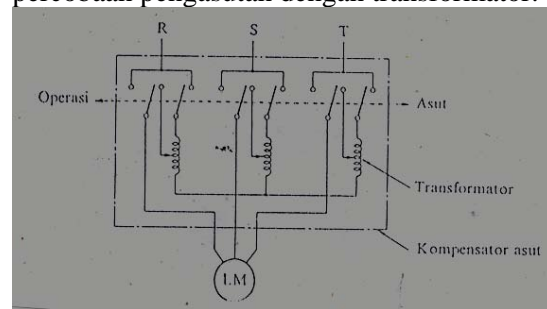 percobaan pengasutan dengan transformator.
R S T
Operasi
Asut
Transformator
Kompensator asut
I.M